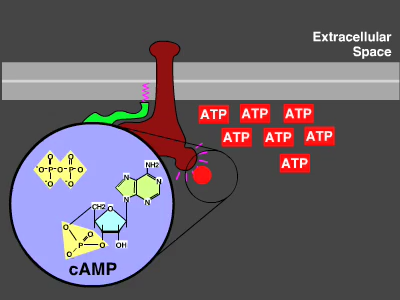 Extracellular
Space
ATP ATP ATP
ATP ATP ATP
ATP
O O
O-P-O-P-O
O O
NH2
N N
N N
CH2 O
O O
P
O O OH
cAMP